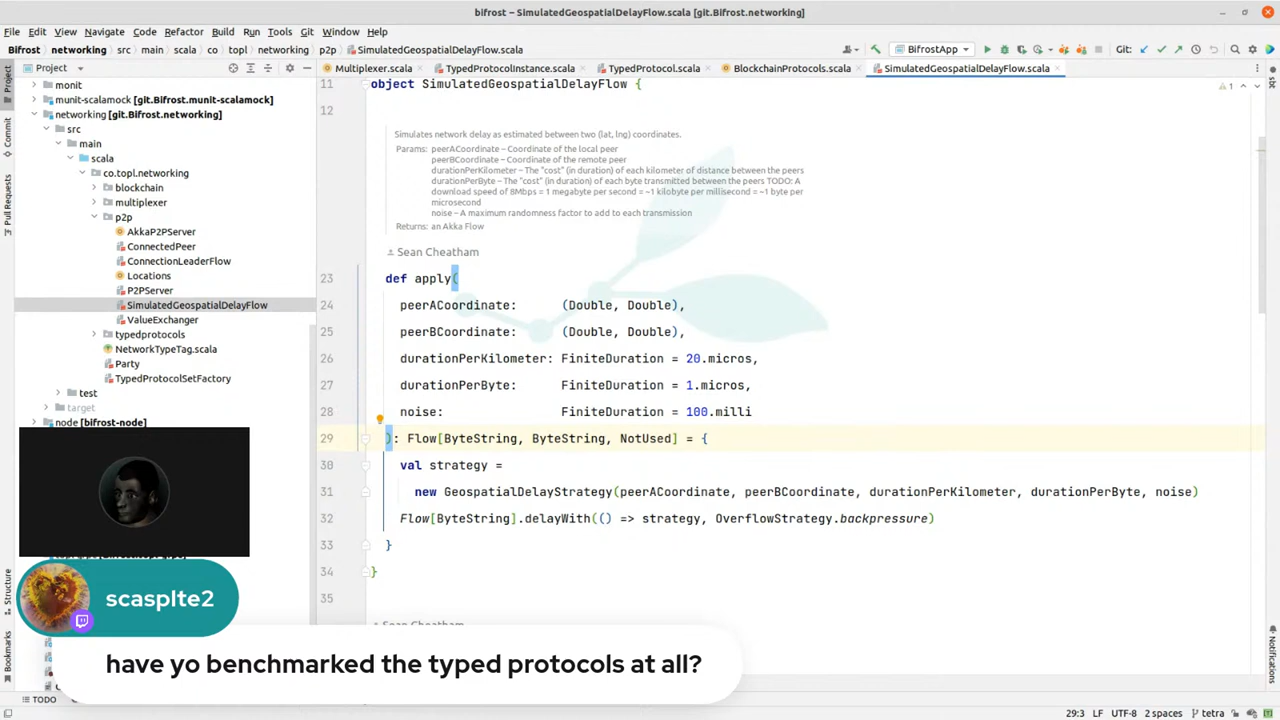 bifrost – SimulatedGeospatialDelayFlow.scala [git.Bifrost.networking]
File Edit View Navigate Code Refactor Build Run Tools Git Window Help
Bifrost networking src main scala co topl networking p2p SimulatedGeospatialDelayFlow.scala
BifrostApp
Git:
Project
Multiplexer.scala TypedProtocolInstance.scala TypedProtocol.scala BlockchainProtocols.scala SimulatedGeospatialDelayFlow.scala
monit
munit-scalamock [git.Bifrost.munit-scalamock]
networking [git.Bifrost.networking]
src
main
scala
co.topl.networking
blockchain
multiplexer
p2p
AkkaP2PServer
ConnectedPeer
ConnectionLeaderFlow
Locations
P2PServer
SimulatedGeospatialDelayFlow
ValueExchanger
typedprotocols
NetworkTypeTag.scala
Party
TypedProtocolSetFactory
test
target
node [bifrost-node]
Project
Commit
Pull Requests
Structure
Bookmarks
sbt
Notifications
1
11 object SimulatedGeospatialDelayFlow {
12
Simulates network delay as estimated between two (lat, lng) coordinates.
Params: peerACoordinate – Coordinate of the local peer
peerBCoordinate – Coordinate of the remote peer
durationPerKilometer – The "cost" (in duration) of each kilometer of distance between the peers
durationPerByte – The "cost" (in duration) of each byte transmitted between the peers TODO: A
download speed of 8Mbps = 1 megabyte per second = ~1 kilobyte per millisecond = ~1 byte per
microsecond
noise – A maximum randomness factor to add to each transmission
Returns: an Akka Flow
Sean Cheatham
23 def apply(
24 peerACoordinate: (Double, Double),
25 peerBCoordinate: (Double, Double),
26 durationPerKilometer: FiniteDuration = 20.micros,
27 durationPerByte: FiniteDuration = 1.micros,
28 noise: FiniteDuration = 100.milli
29 ): Flow[ByteString, ByteString, NotUsed] = {
30 val strategy =
31 new GeospatialDelayStrategy(peerACoordinate, peerBCoordinate, durationPerKilometer, durationPerByte, noise)
32 Flow[ByteString].delayWith(() => strategy, OverflowStrategy.backpressure)
33 }
34 }
35
Sean Cheatham
scasplte2
have yo benchmarked the typed protocols at all?
TODO
29:3 LF UTF-8 2 spaces tetra